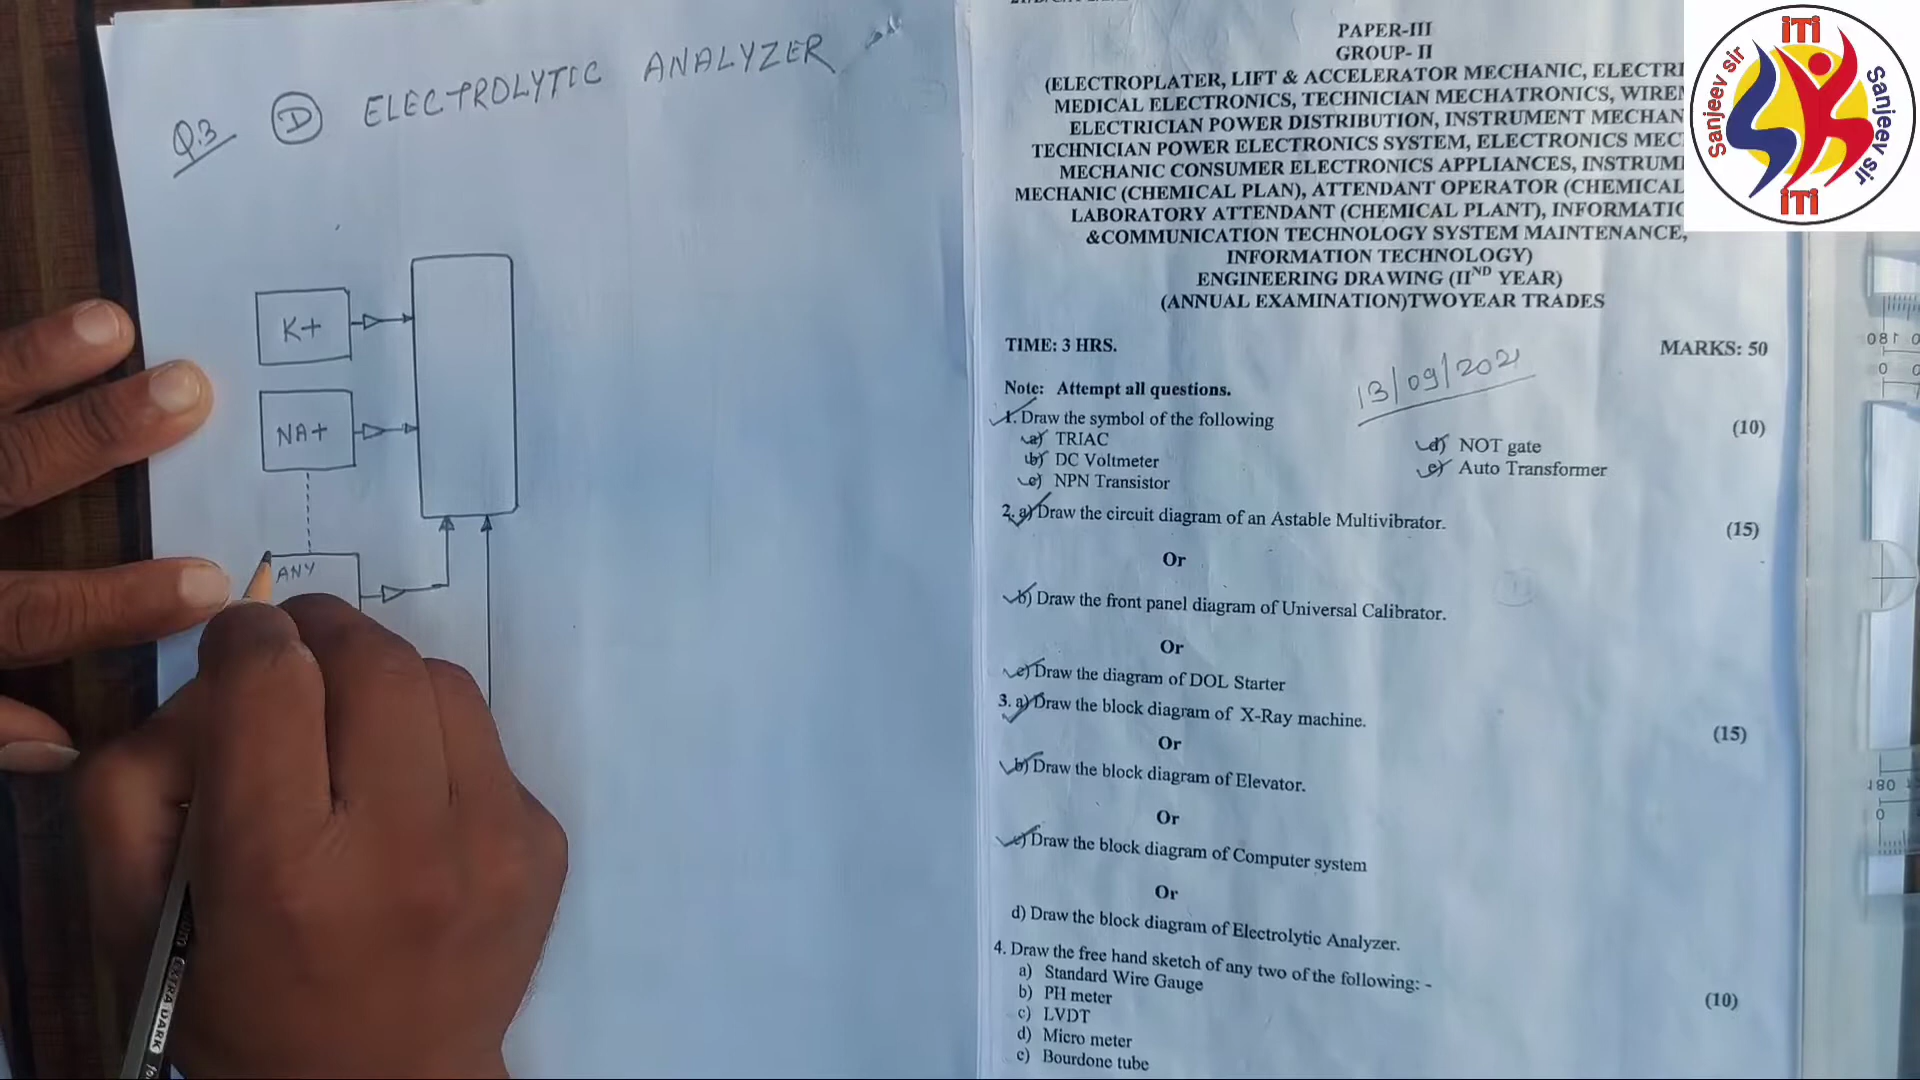 Q.3 D ELECTROLYTIC ANALYZER
K+
NA+
ANY
PAPER-III
GROUP- II
(ELECTROPLATER, LIFT & ACCELERATOR MECHANIC,
MEDICAL ELECTRONICS, TECHNICIAN MECHATRONICS,
ELECTRICIAN POWER DISTRIBUTION, INSTRUMENT
TECHNICIAN POWER ELECTRONICS SYSTEM, ELECTRONICS
MECHANIC CONSUMER ELECTRONICS APPLIANCES,
MECHANIC (CHEMICAL PLAN), ATTENDANT OPERATOR (CHEMICAL
LABORATORY ATTENDANT (CHEMICAL PLANT),
&COMMUNICATION TECHNOLOGY SYSTEM MAINTENANCE,
INFORMATION TECHNOLOGY)
ENGINEERING DRAWING (IIND YEAR)
(ANNUAL EXAMINATION)TWOYEAR TRADES
TIME: 3 HRS.
MARKS: 50
Note: Attempt all questions.
13/09/2021
1. Draw the symbol of the following (10)
a) TRIAC
b) DC Voltmeter
c) NPN Transistor
d) NOT gate
e) Auto Transformer
2. a) Draw the circuit diagram of an Astable Multivibrator. (15)
Or
b) Draw the front panel diagram of Universal Calibrator.
Or
c) Draw the diagram of DOL Starter
3. a) Draw the block diagram of X-Ray machine. (15)
Or
b) Draw the block diagram of Elevator.
Or
c) Draw the block diagram of Computer system
Or
d) Draw the block diagram of Electrolytic Analyzer.
4. Draw the free hand sketch of any two of the following: - (10)
a) Standard Wire Gauge
b) PH meter
c) LVDT
d) Micro meter
e) Bourdone tube
iTi
Sanjeev sir
Sanjeev sir
iTi
180
0
180
0
EXTRA DARK